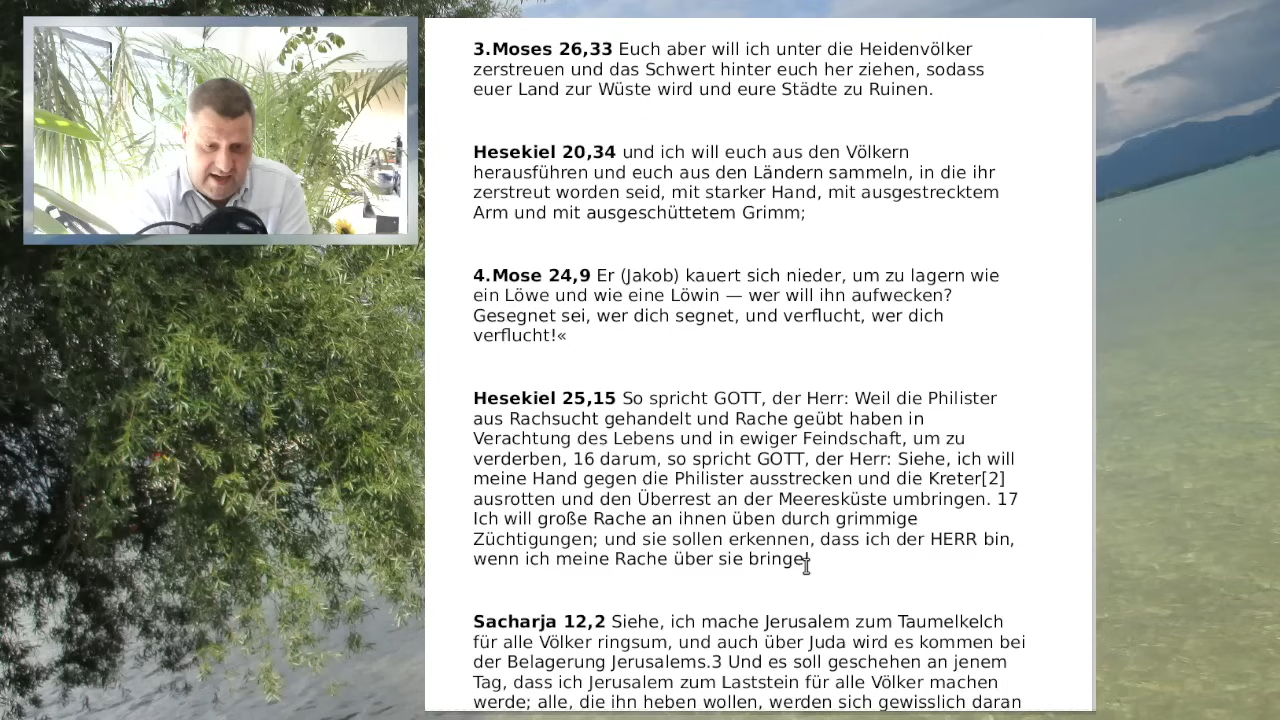 3.Moses 26,33 Euch aber will ich unter die Heidenvölker
zerstreuen und das Schwert hinter euch her ziehen, sodass
euer Land zur Wüste wird und eure Städte zu Ruinen.
Hesekiel 20,34 und ich will euch aus den Völkern
herausführen und euch aus den Ländern sammeln, in die ihr
zerstreut worden seid, mit starker Hand, mit ausgestrecktem
Arm und mit ausgeschüttetem Grimm;
4.Mose 24,9 Er (Jakob) kauert sich nieder, um zu lagern wie
ein Löwe und wie eine Löwin — wer will ihn aufwecken?
Gesegnet sei, wer dich segnet, und verflucht, wer dich
verflucht!«
Hesekiel 25,15 So spricht GOTT, der Herr: Weil die Philister
aus Rachsucht gehandelt und Rache geübt haben in
Verachtung des Lebens und in ewiger Feindschaft, um zu
verderben, 16 darum, so spricht GOTT, der Herr: Siehe, ich will
meine Hand gegen die Philister ausstrecken und die Kreter[2]
ausrotten und den Überrest an der Meeresküste umbringen. 17
Ich will große Rache an ihnen üben durch grimmige
Züchtigungen; und sie sollen erkennen, dass ich der HERR bin,
wenn ich meine Rache über sie bringe!
Sacharja 12,2 Siehe, ich mache Jerusalem zum Taumelkelch
für alle Völker ringsum, und auch über Juda wird es kommen bei
der Belagerung Jerusalems.3 Und es soll geschehen an jenem
Tag, dass ich Jerusalem zum Laststein für alle Völker machen
werde; alle, die ihn heben wollen, werden sich gewisslich daran